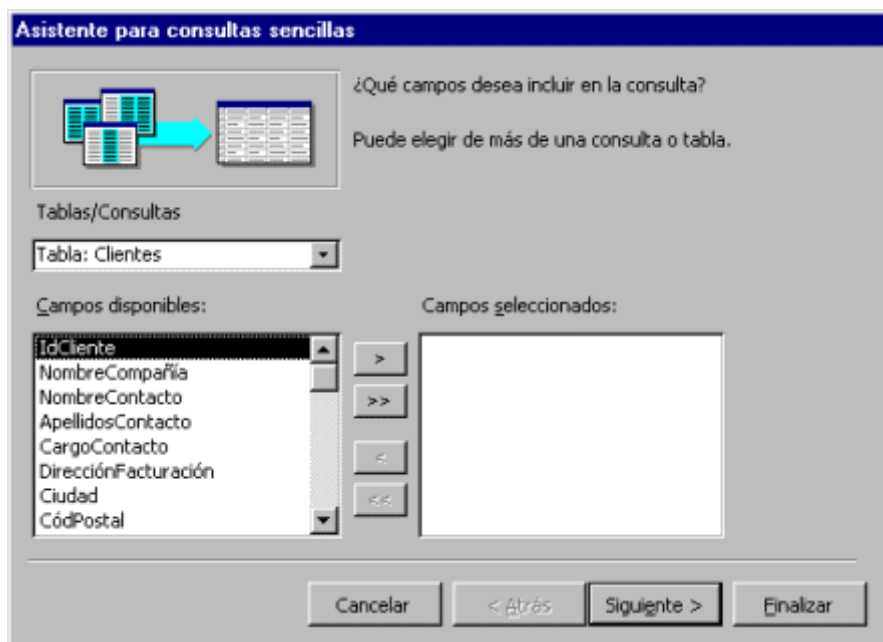 Asistente para consultas sencillas
¿Qué campos desea incluir en la consulta?
Puede elegir de más de una consulta o tabla.
Tablas/Consultas
Tabla: Clientes
Campos disponibles:
Campos seleccionados:
IdCliente
NombreCompañía
NombreContacto
ApellidosContacto
CargoContacto
DirecciónFacturación
Ciudad
CódPostal
>
>>
<
<<
Cancelar
< Atrás
Siguiente >
Finalizar